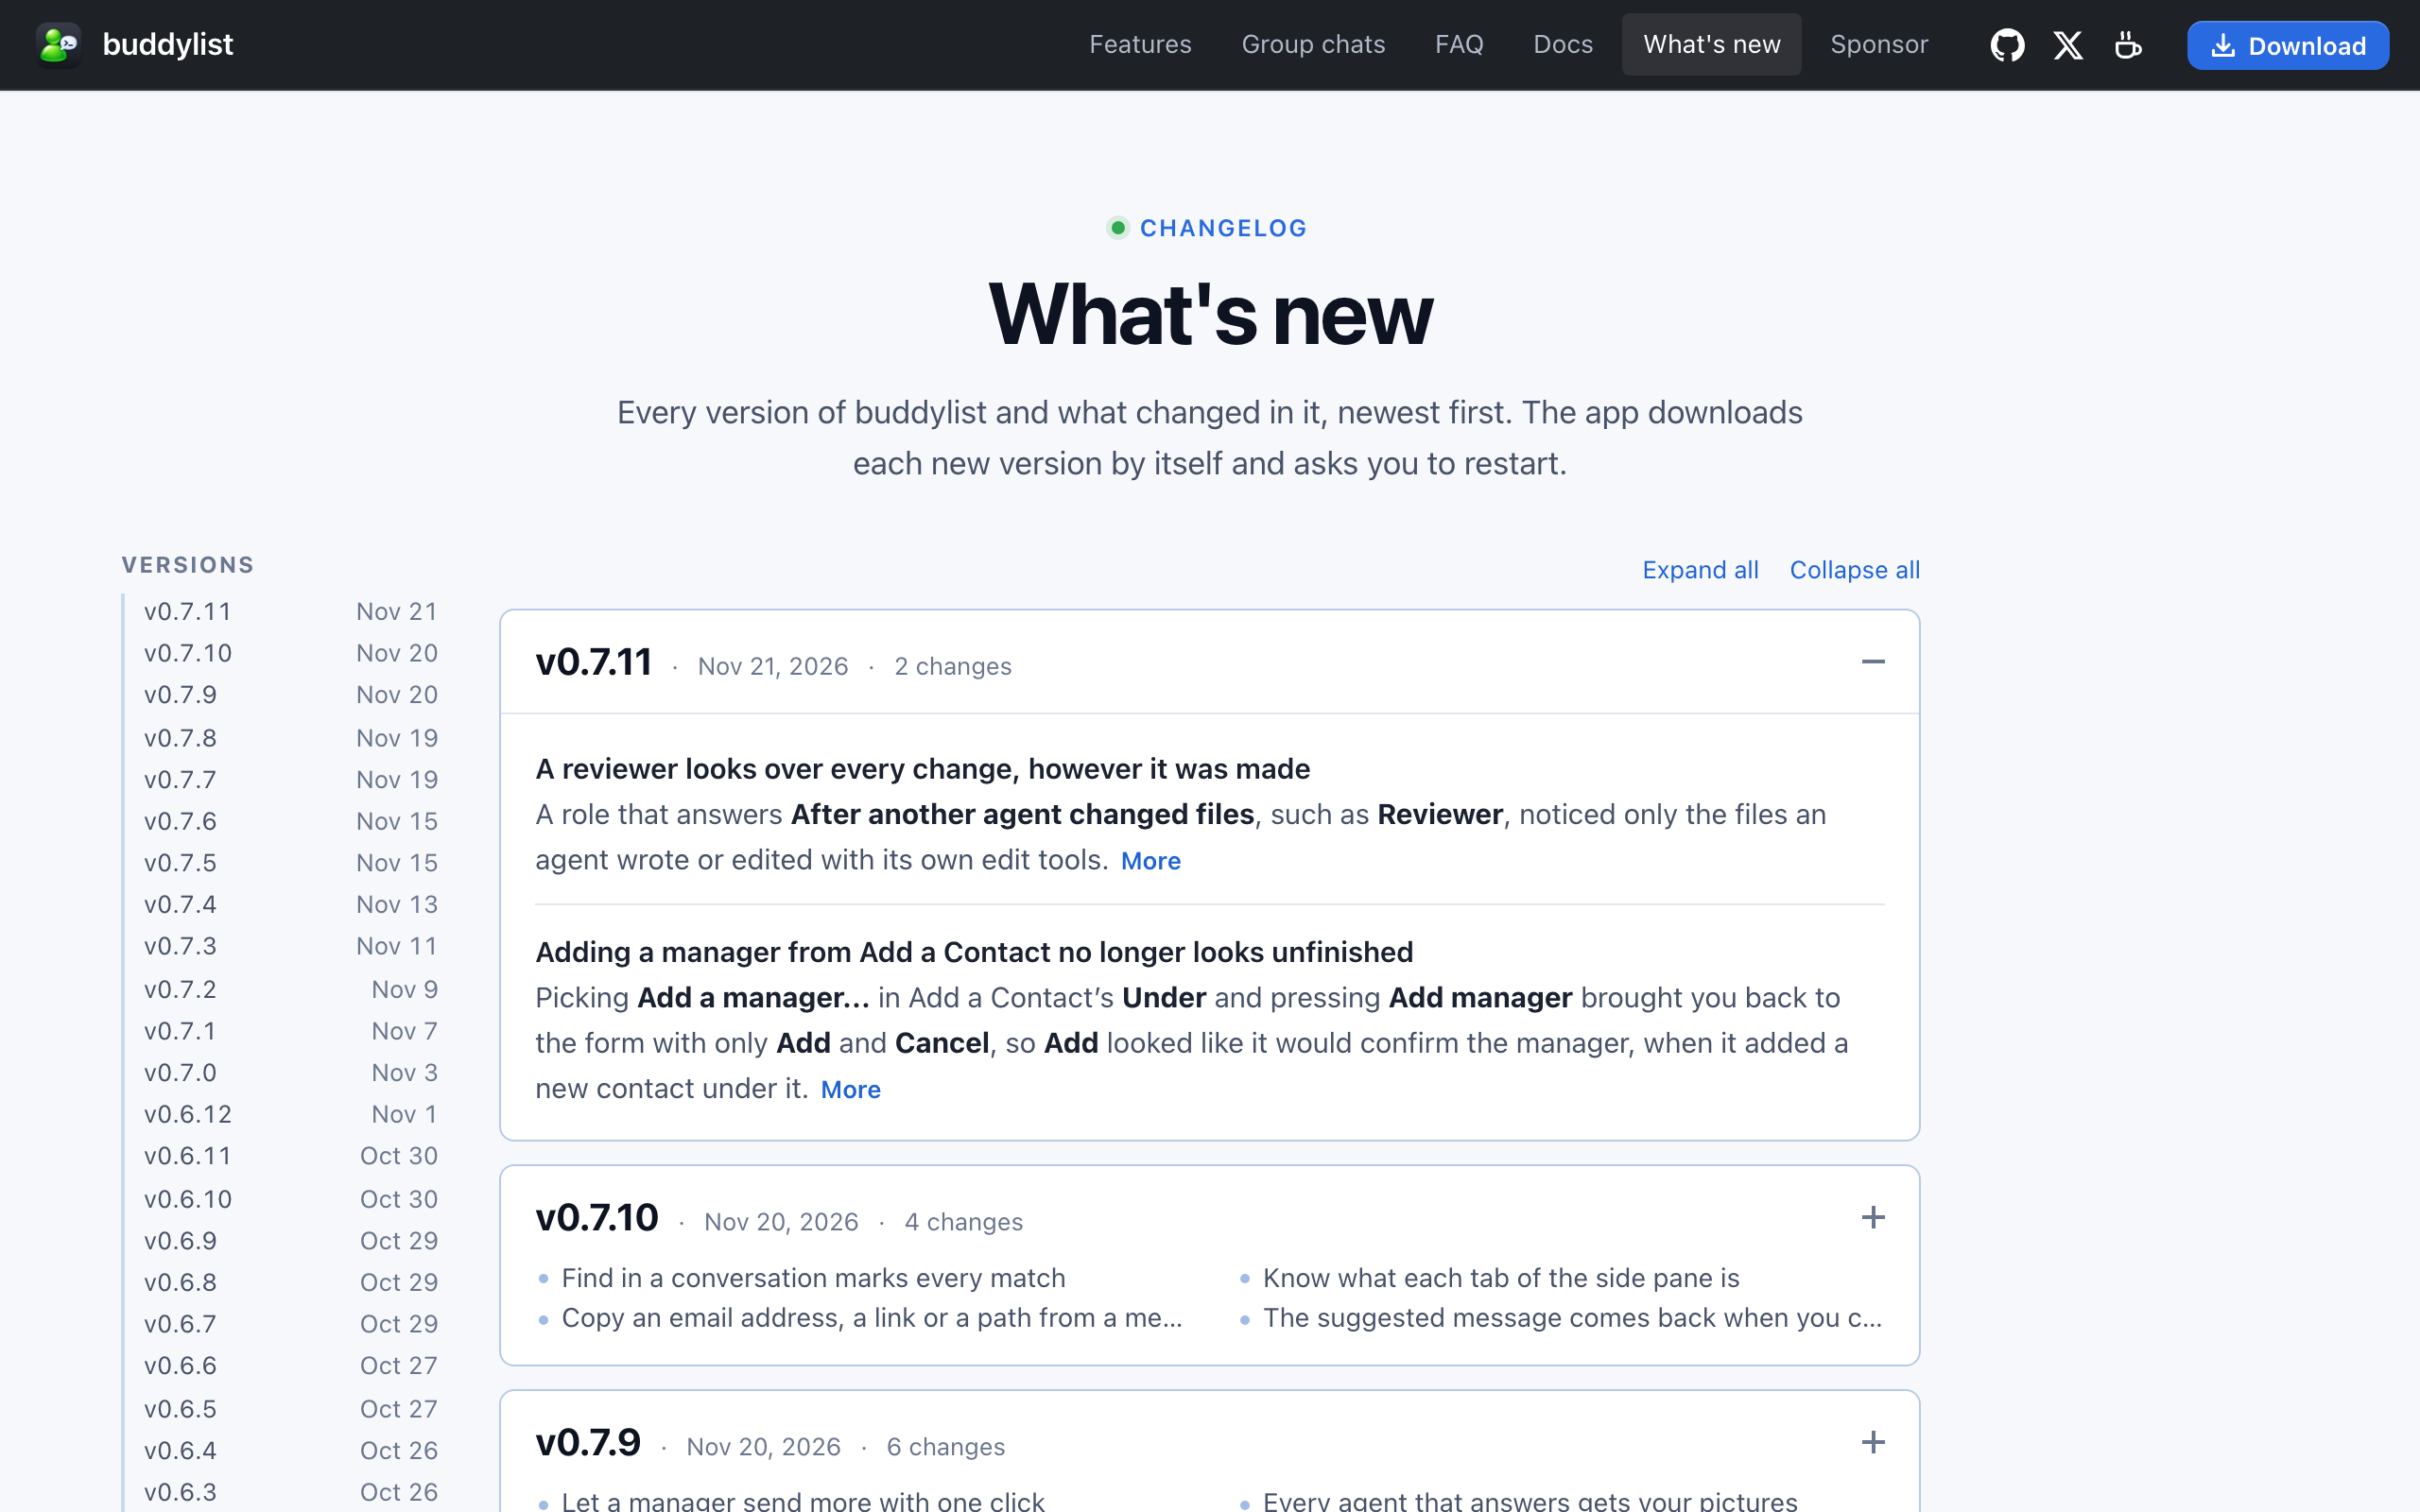 buddylist
Features
Group chats
FAQ
Docs
What's new
Sponsor
Download
CHANGELOG
What's new
Every version of buddylist and what changed in it, newest first. The app downloads
each new version by itself and asks you to restart.
VERSIONS
v0.7.11 Nov 21
v0.7.10 Nov 20
v0.7.9 Nov 20
v0.7.8 Nov 19
v0.7.7 Nov 19
v0.7.6 Nov 15
v0.7.5 Nov 15
v0.7.4 Nov 13
v0.7.3 Nov 11
v0.7.2 Nov 9
v0.7.1 Nov 7
v0.7.0 Nov 3
v0.6.12 Nov 1
v0.6.11 Oct 30
v0.6.10 Oct 30
v0.6.9 Oct 29
v0.6.8 Oct 29
v0.6.7 Oct 29
v0.6.6 Oct 27
v0.6.5 Oct 27
v0.6.4 Oct 26
v0.6.3 Oct 26
Expand all Collapse all
v0.7.11 · Nov 21, 2026 · 2 changes
A reviewer looks over every change, however it was made
A role that answers After another agent changed files, such as Reviewer, noticed only the files an
agent wrote or edited with its own edit tools. More
Adding a manager from Add a Contact no longer looks unfinished
Picking Add a manager… in Add a Contact’s Under and pressing Add manager brought you back to
the form with only Add and Cancel, so Add looked like it would confirm the manager, when it added a
new contact under it. More
v0.7.10 · Nov 20, 2026 · 4 changes
Find in a conversation marks every match
Know what each tab of the side pane is
Copy an email address, a link or a path from a me...
The suggested message comes back when you c...
v0.7.9 · Nov 20, 2026 · 6 changes
Let a manager send more with one click
Every agent that answers gets your pictures